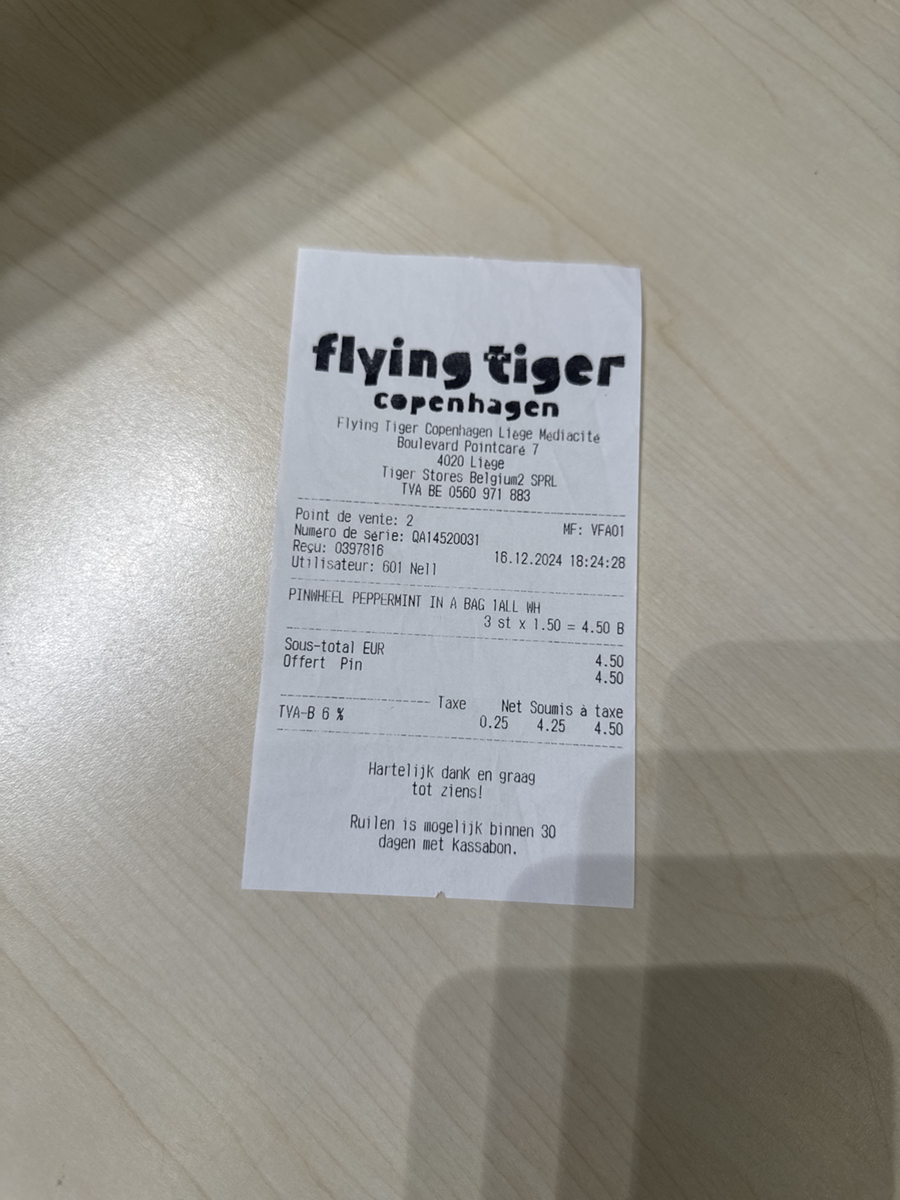 flying tiger
copenhagen
Flying Tiger Copenhagen Liège Médiacité
Boulevard Pointcaré 7
4020 Liège
Tiger Stores Belgium2 SPRL
TVA BE 0560 971 883
Point de vente: 2 MF: VFA01
Numéro de série: QA14520031
Reçu: 0397816 16.12.2024 18:24:28
Utilisateur: 601 Nell
PINWHEEL PEPPERMINT IN A BAG 1ALL WH
3 st x 1.50 = 4.50 B
Sous-total EUR 4.50
Offert Pin 4.50
Taxe Net Soumis à taxe
TVA-B 6 % 0.25 4.25 4.50
Hartelijk dank en graag
tot ziens!
Ruilen is mogelijk binnen 30
dagen met Kassabon.